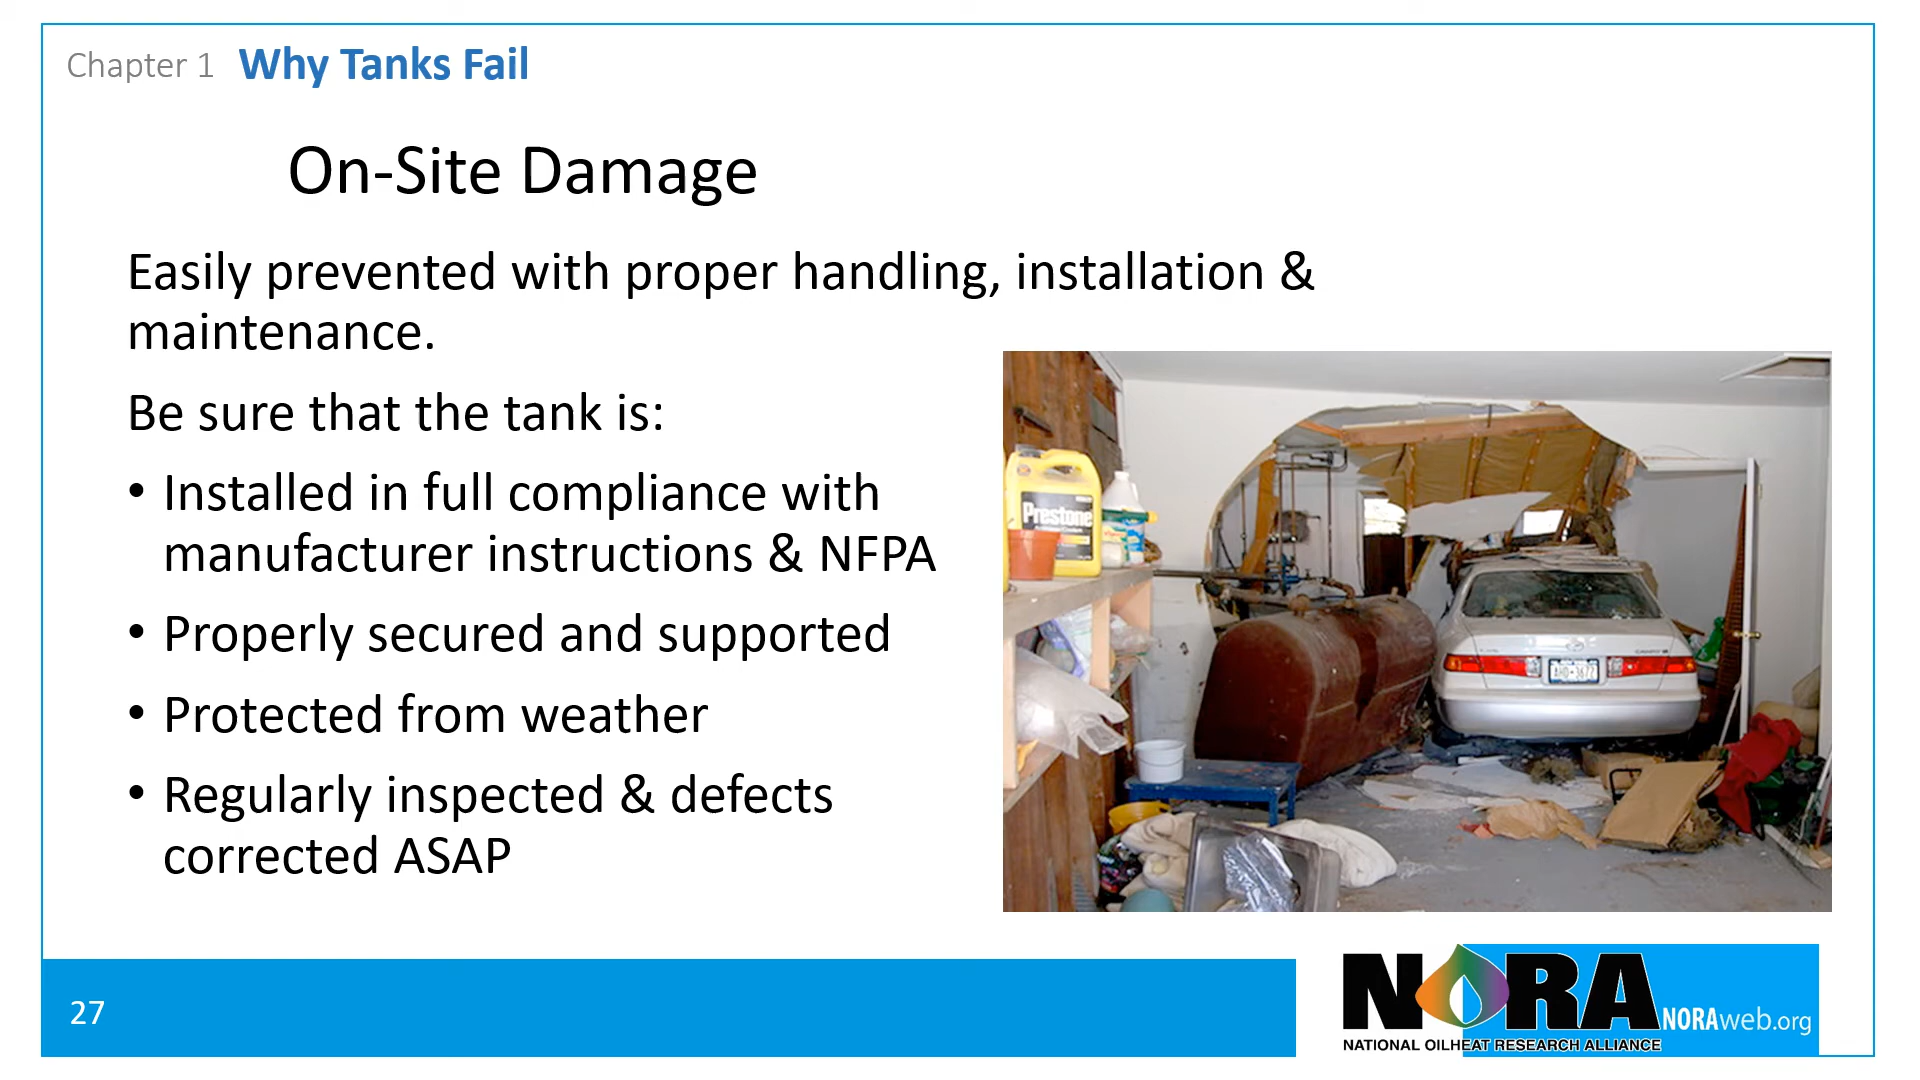 Chapter 1 Why Tanks Fail
On-Site Damage
Easily prevented with proper handling, installation &
maintenance.
Be sure that the tank is:
• Installed in full compliance with
manufacturer instructions & NFPA
• Properly secured and supported
• Protected from weather
• Regularly inspected & defects
corrected ASAP
Prestone
27
NORA
NORAweb.org
NATIONAL OILHEAT RESEARCH ALLIANCE